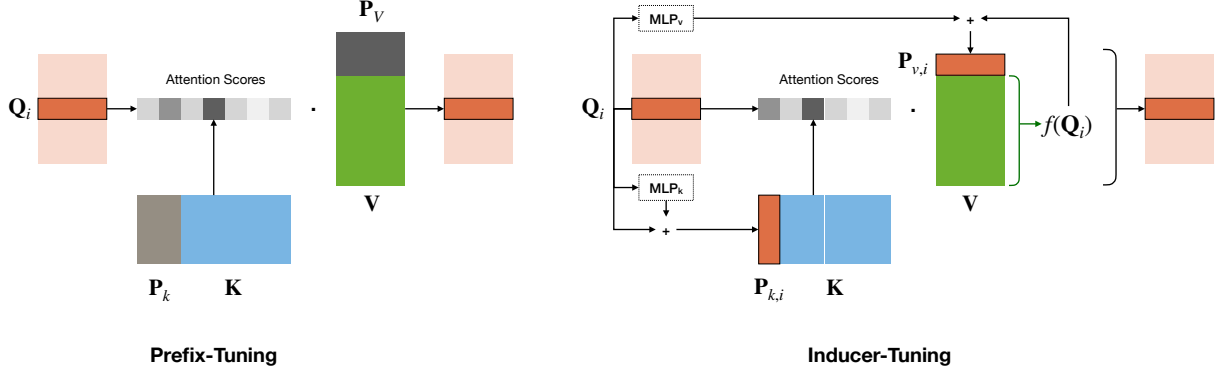 P_V
Attention Scores
Q_i
·
V
P_k
K
Prefix-Tuning
MLP_v
+
P_{v,i}
Attention Scores
Q_i
·
f(Q_i)
MLP_k
V
+
P_{k,i}
K
Inducer-Tuning